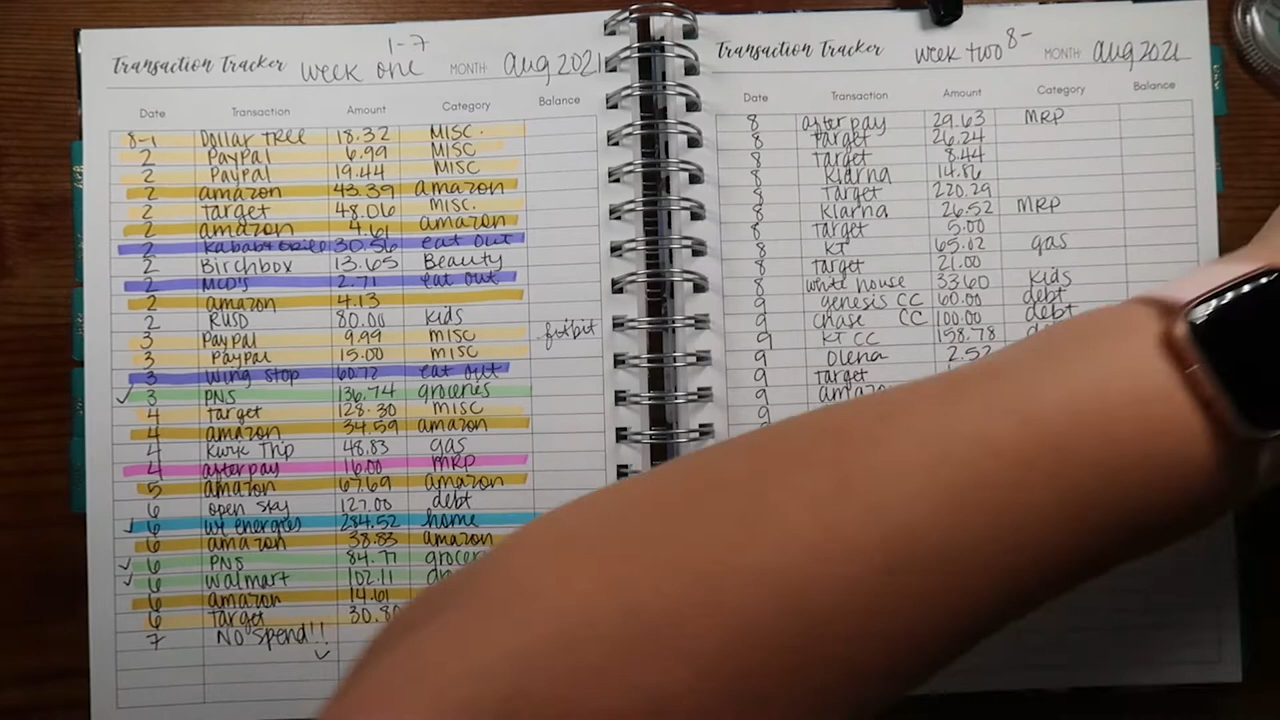 1-7
Transaction Tracker week one MONTH: aug 2021
Date Transaction Amount Category Balance
8-1 Dollar Tree 18.32 MISC.
2 PayPal 6.99 MISC
2 Paypal 19.44 MISC
2 amazon 43.39 amazon
2 target 48.06 misc.
2 amazon 4.61 amazon
2 30.56 eat out
2 Birchbox 13.65 Beauty
2 McD's 2.71 eat out
2 amazon 4.13
2 RUSD 80.00 kids
3 Paypal 9.99 misc fitbit
3 Paypal 15.00 misc
3 wing stop 60.72 eat out
✓ 3 PNS 136.74 groceries
4 target 128.30 misc
4 amazon 34.59 amazon
4 Kwik Trip 48.83 gas
4 afterpay 16.00 MRP
5 amazon 67.69 amazon
6 open sky 127.00 debt
✓ 6 we energies 284.52 home
6 amazon 38.83 amazon
✓ 6 PNS 84.77
✓ 6 walmart 102.11
6 amazon 14.61
6 target 30.80
7 No spend!!
✓
Transaction Tracker week two 8- MONTH: aug 2021
Date Transaction Amount Category Balance
8 afterpay 29.63 MRP
8 target 26.24
8 target 8.44
8 Klarna 14.86
8 Target 220.29
8 Klarna 26.52 MRP
8 target 5.00
8 KT 65.02 gas
8 target 21.00
8 white house 33.60 kids
9 genesis CC 60.00 debt
9 chase CC 100.00 debt
9 KT CC 158.78
9 Olena 2.52
9 target
9
9